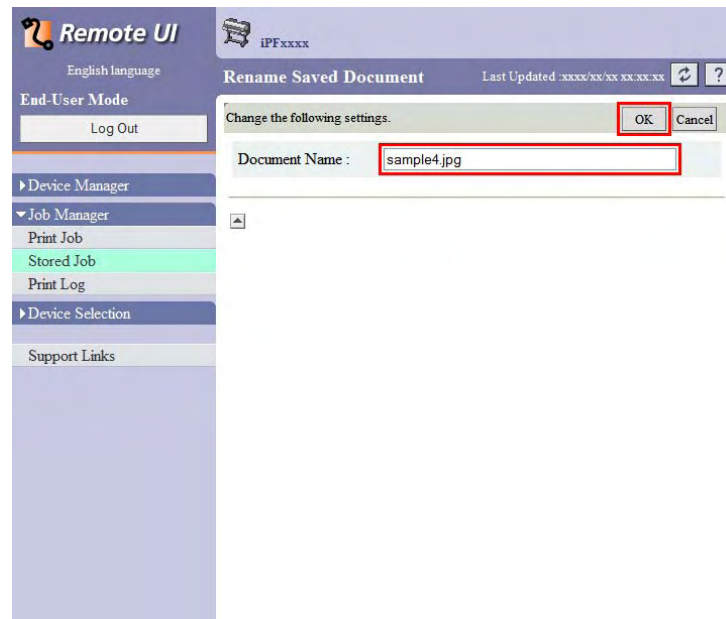 Remote UI
English language
End-User Mode
Log Out
Device Manager
Job Manager
Print Job
Stored Job
Print Log
Device Selection
Support Links
iPFxxxx
Rename Saved Document
Last Updated :xxxx/xx/xx xx:xx:xx
?
Change the following settings.
OK
Cancel
Document Name :
sample4.jpg